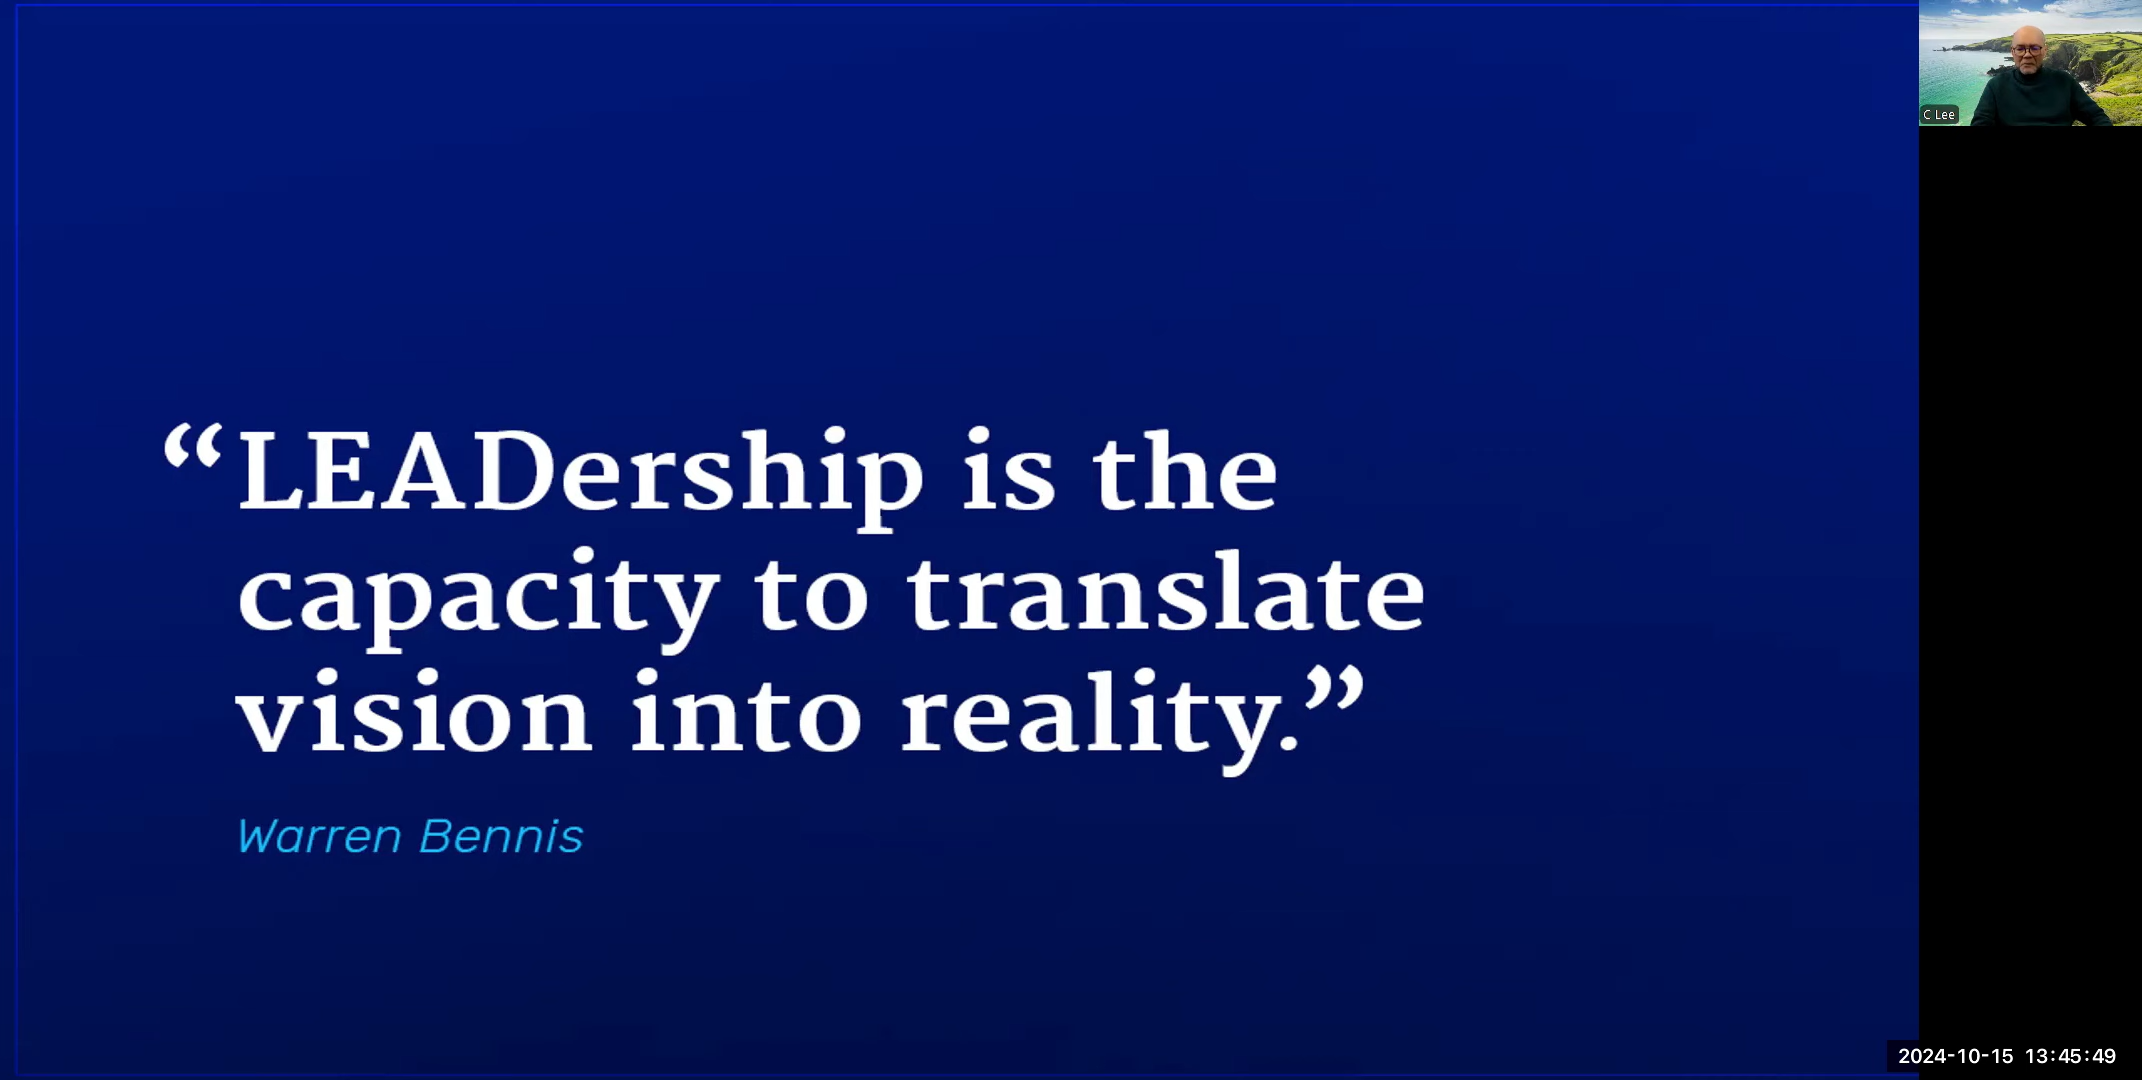 “LEADership is the
capacity to translate
vision into reality.”
Warren Bennis
C Lee
2024-10-15 13:45:49